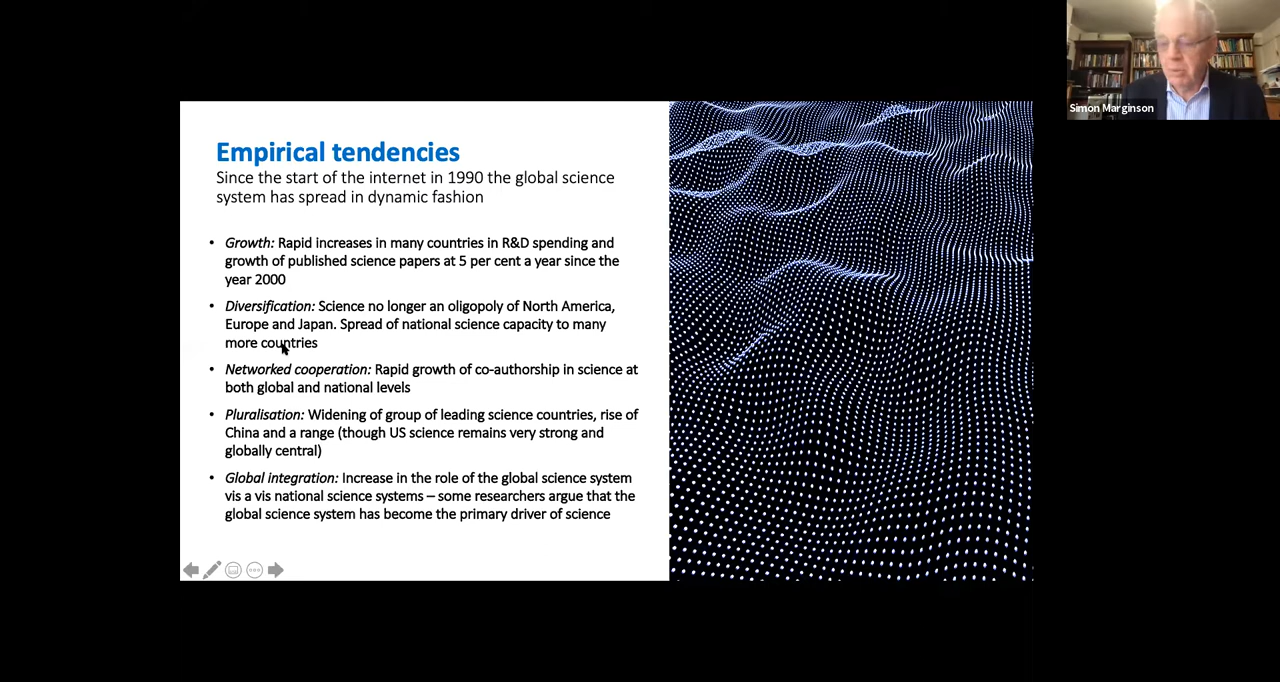 Empirical tendencies
Since the start of the internet in 1990 the global science
system has spread in dynamic fashion
• Growth: Rapid increases in many countries in R&D spending and
growth of published science papers at 5 per cent a year since the
year 2000
• Diversification: Science no longer an oligopoly of North America,
Europe and Japan. Spread of national science capacity to many
more countries
• Networked cooperation: Rapid growth of co-authorship in science at
both global and national levels
• Pluralisation: Widening of group of leading science countries, rise of
China and a range (though US science remains very strong and
globally central)
• Global integration: Increase in the role of the global science system
vis a vis national science systems – some researchers argue that the
global science system has become the primary driver of science
Simon Marginson